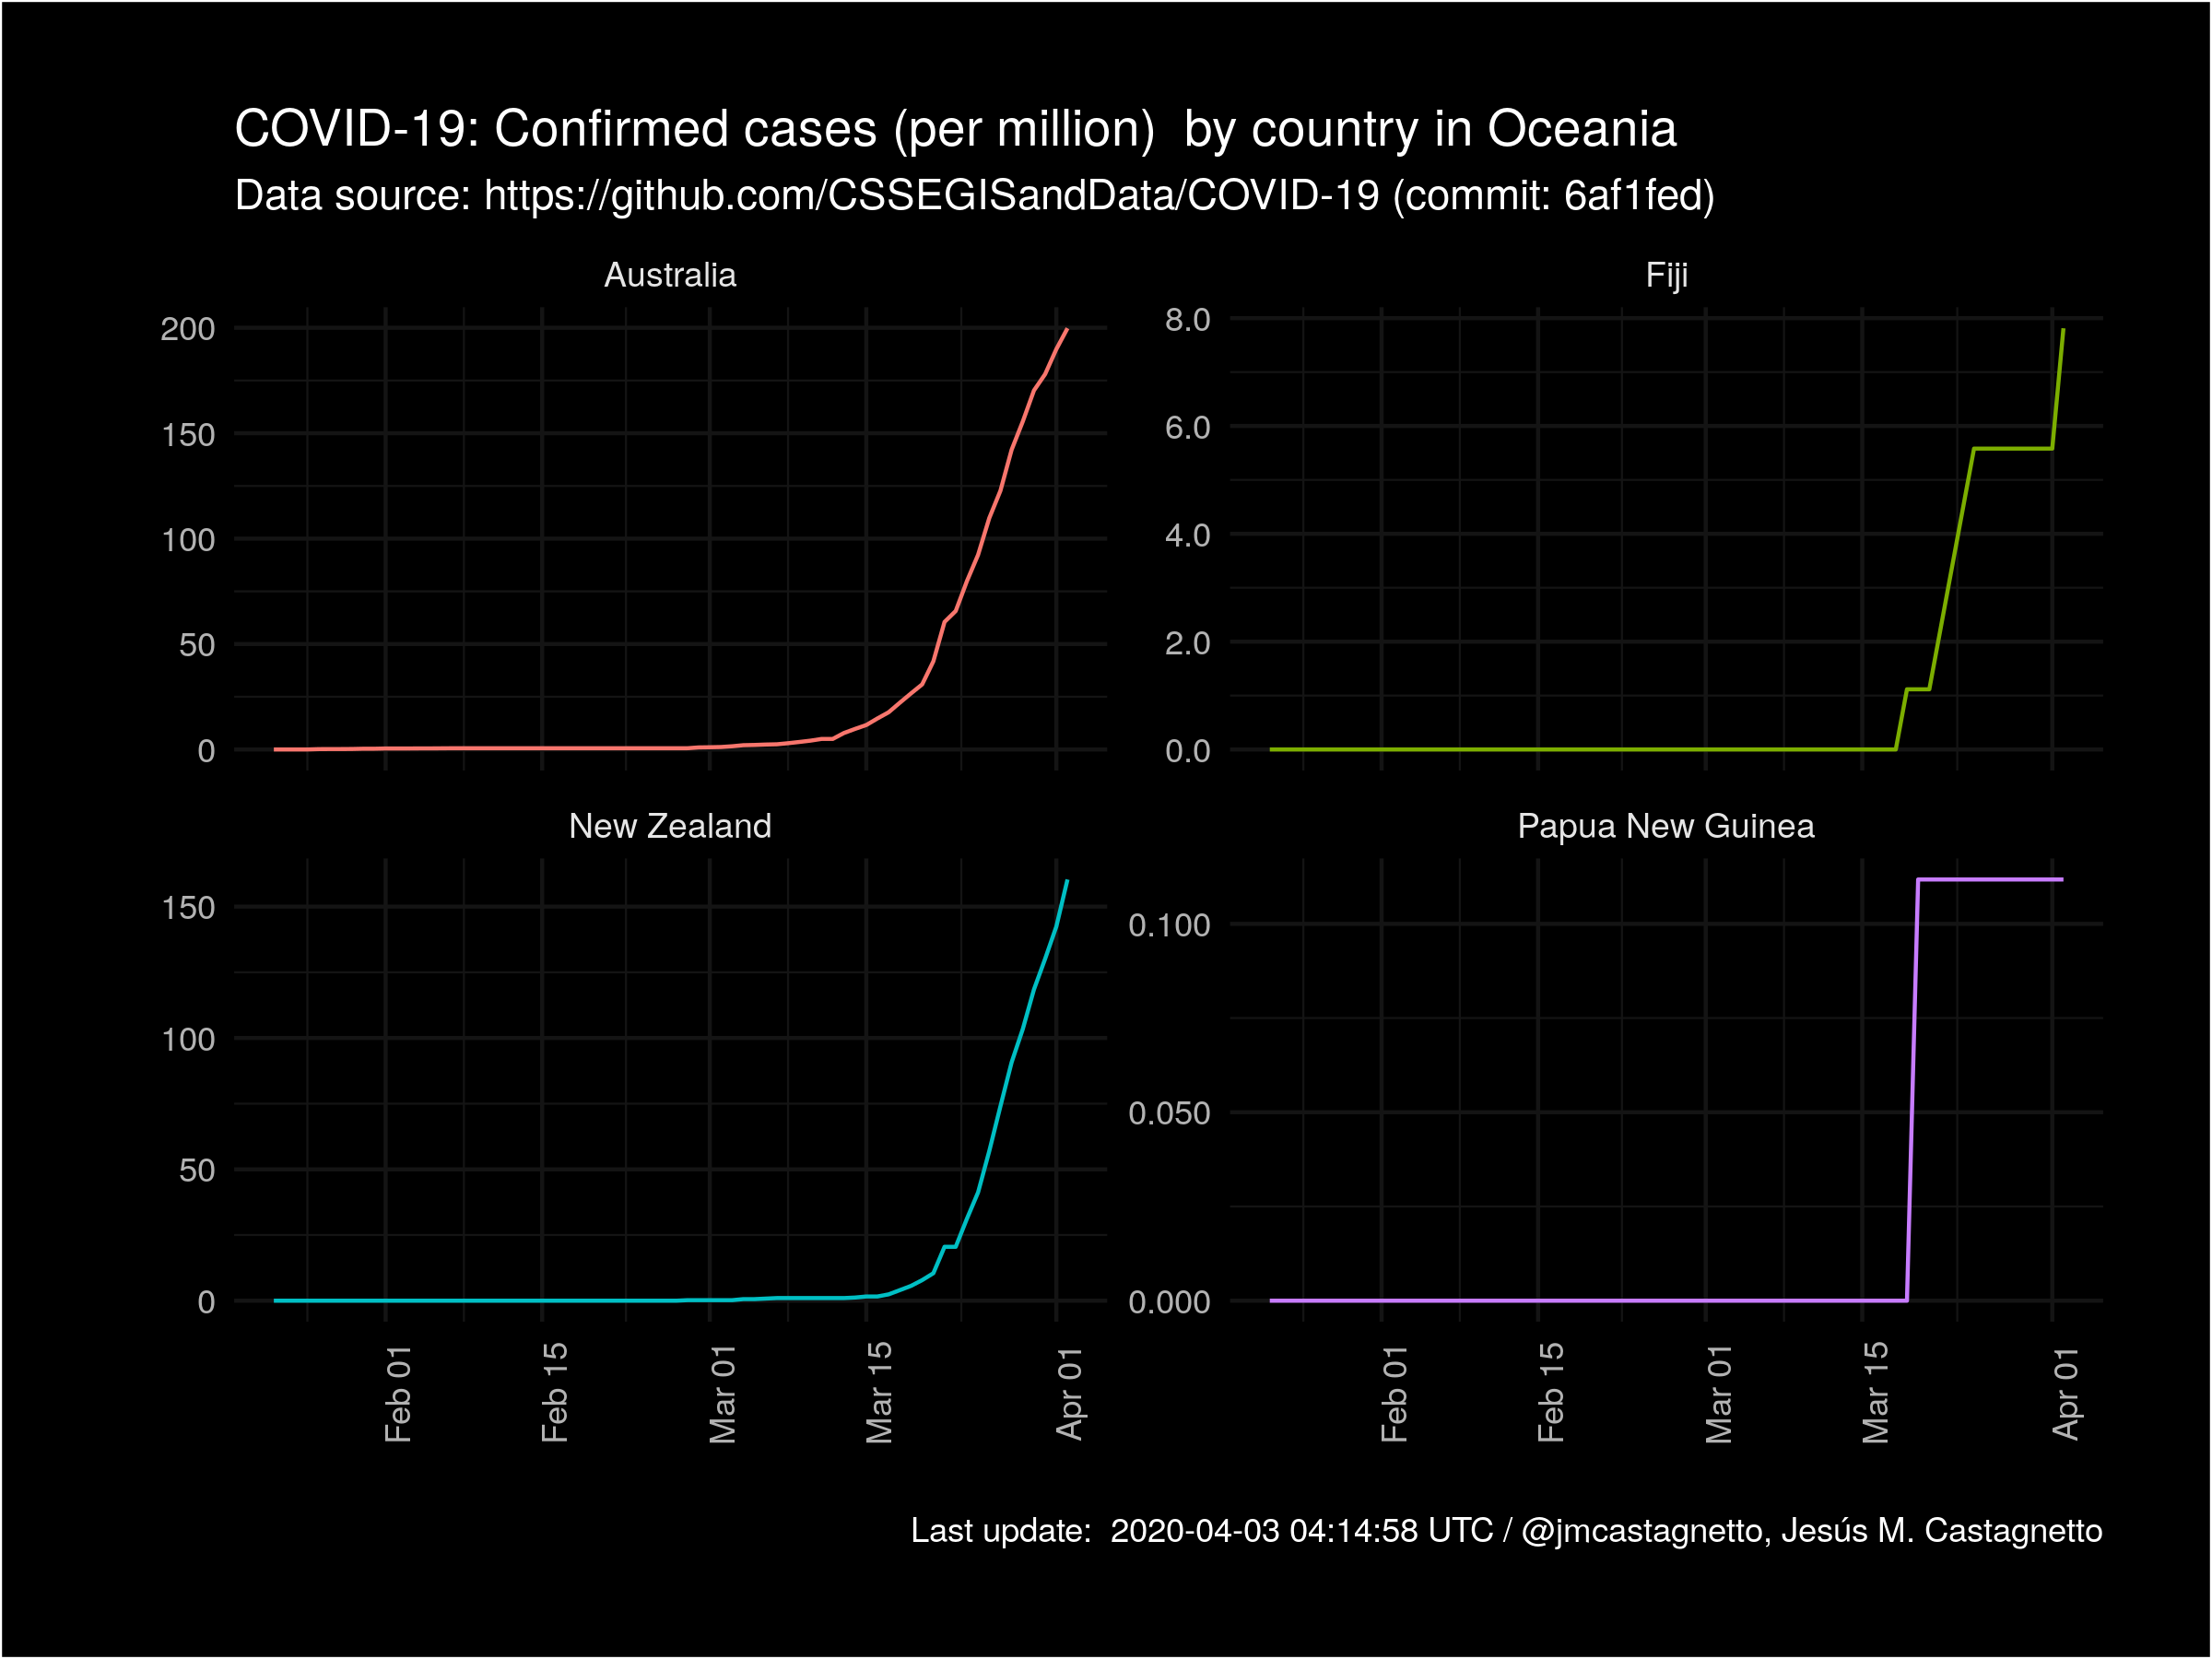 COVID-19: Confirmed cases (per million)  by country in Oceania
Data source: https://github.com/CSSEGISandData/COVID-19 (commit: 6af1fed)
Australia
200
150
100
50
0
Fiji
8.0
6.0
4.0
2.0
0.0
New Zealand
150
100
50
0
Feb 01
Feb 15
Mar 01
Mar 15
Apr 01
Papua New Guinea
0.100
0.050
0.000
Feb 01
Feb 15
Mar 01
Mar 15
Apr 01
Last update:  2020-04-03 04:14:58 UTC / @jmcastagnetto, Jesús M. Castagnetto